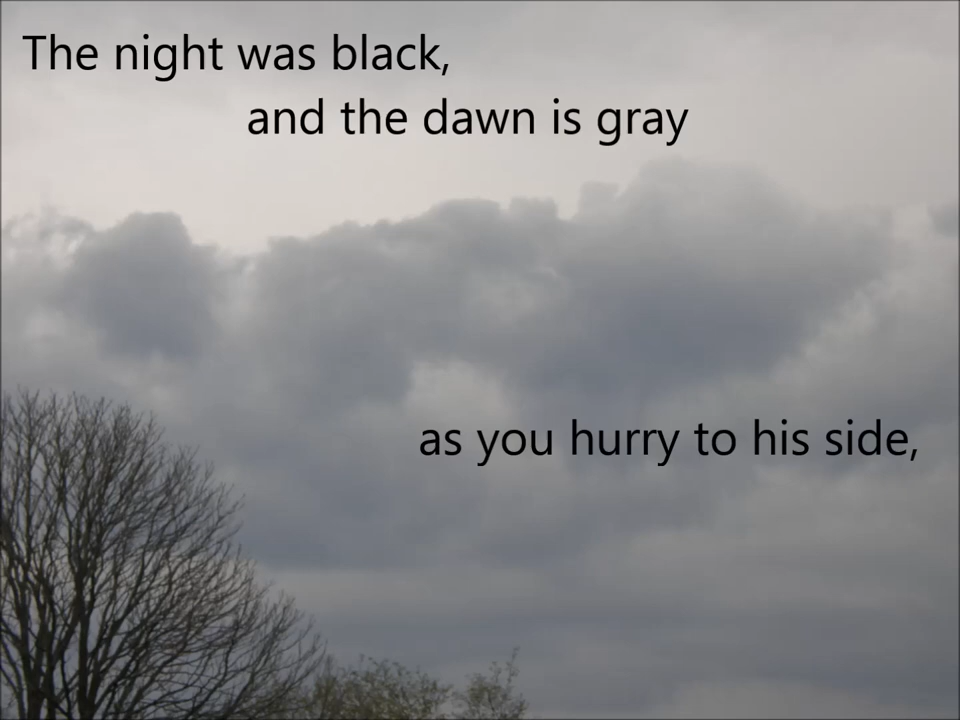 The night was black,
and the dawn is gray
as you hurry to his side,